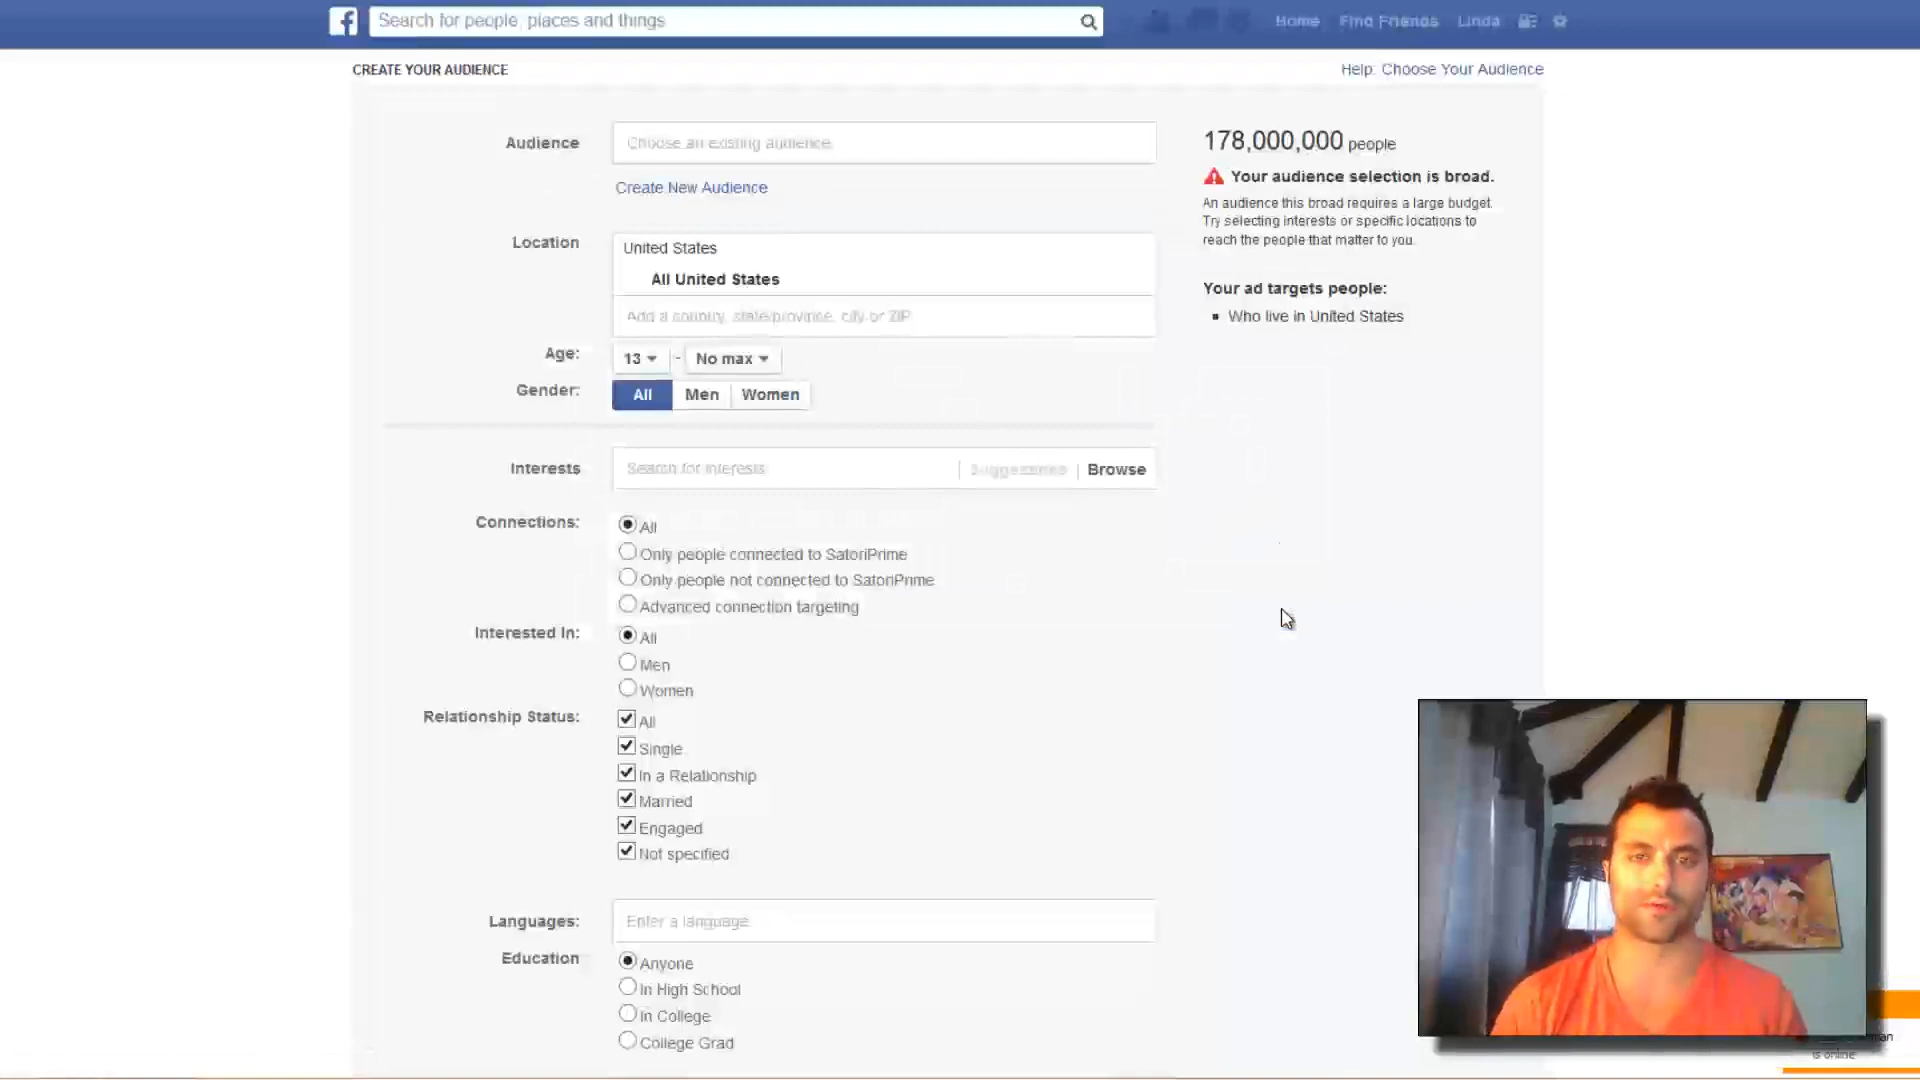 Search for people, places and things
Home Find Friends Linda
CREATE YOUR AUDIENCE
Help: Choose Your Audience
Audience
Choose an existing audience
Create New Audience
178,000,000 people
Your audience selection is broad.
An audience this broad requires a large budget.
Try selecting interests or specific locations to
reach the people that matter to you.
Your ad targets people:
Who live in United States
Location
United States
All United States
Add a country, state/province, city or ZIP
Age:
13 - No max
Gender:
All Men Women
Interests
Search for interests
Suggestions Browse
Connections:
All
Only people connected to SatoriPrime
Only people not connected to SatoriPrime
Advanced connection targeting
Interested In:
All
Men
Women
Relationship Status:
All
Single
In a Relationship
Married
Engaged
Not specified
Languages:
Enter a language
Education
Anyone
In High School
In College
College Grad
is online